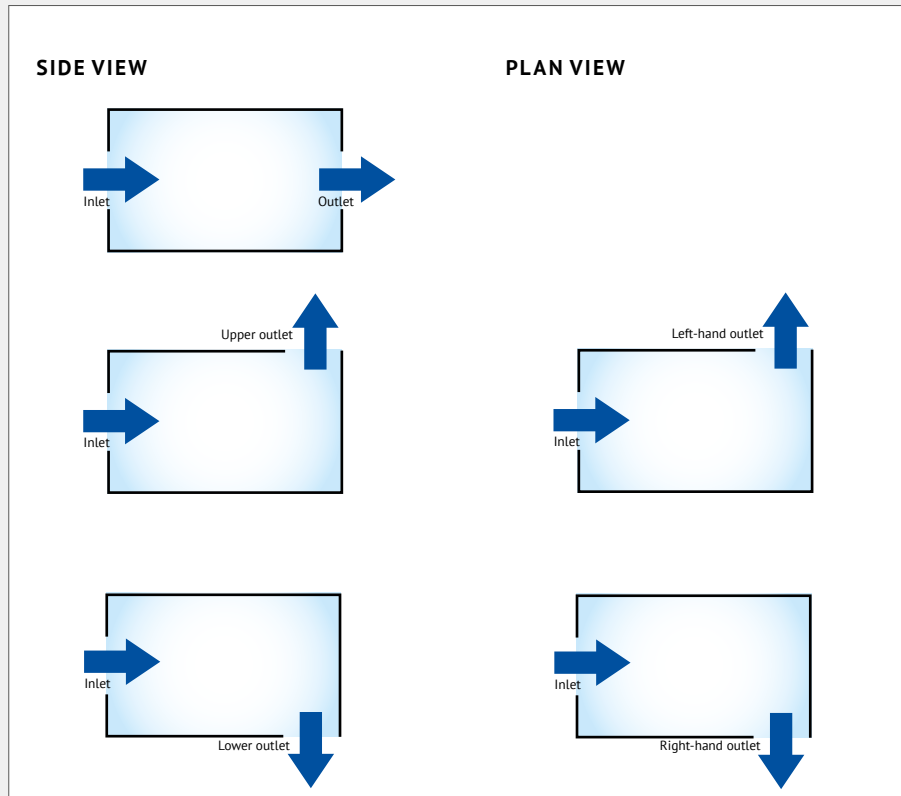 SIDE VIEW
PLAN VIEW
Inlet
Outlet
Upper outlet
Inlet
Left-hand outlet
Inlet
Inlet
Lower outlet
Inlet
Right-hand outlet